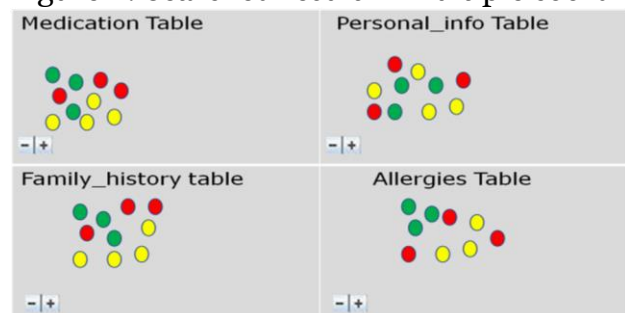 Medication Table
Personal_info Table
- +
- +
Family_history table
Allergies Table
- +
- +